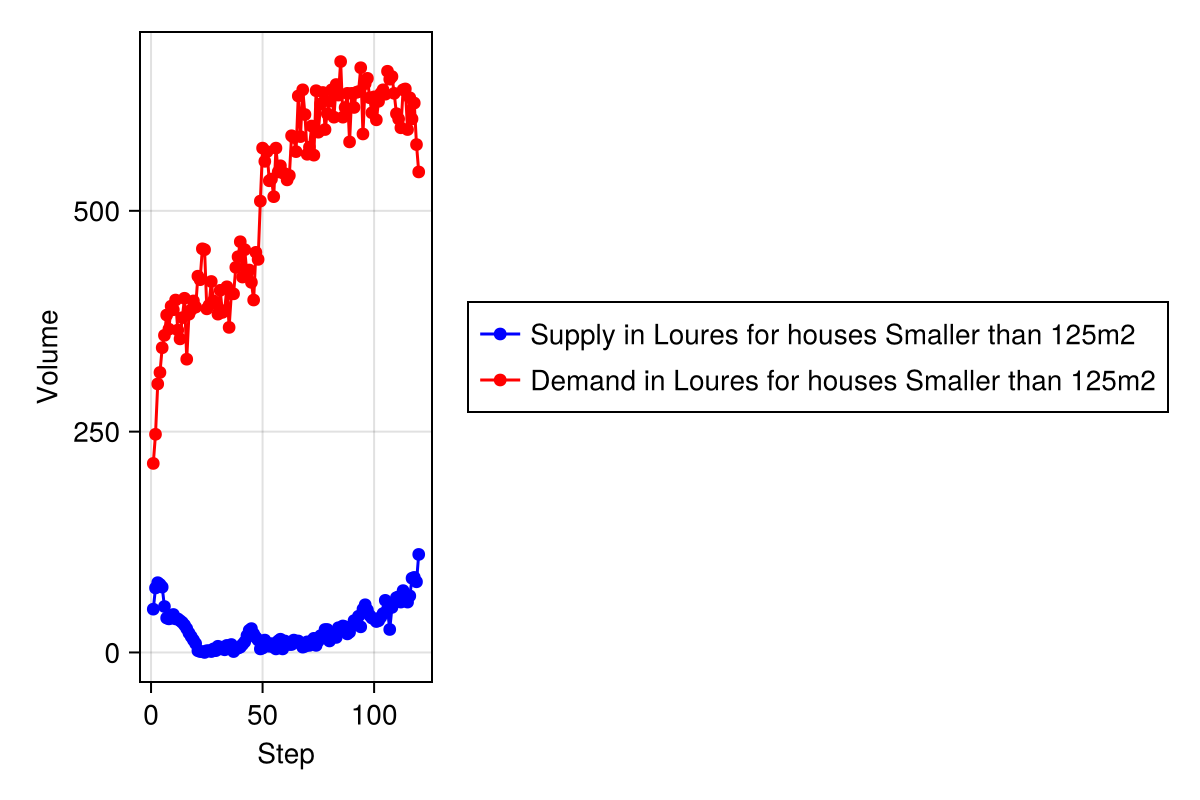 Volume
500
250
0
0 50 100
Step
Supply in Loures for houses Smaller than 125m2
Demand in Loures for houses Smaller than 125m2